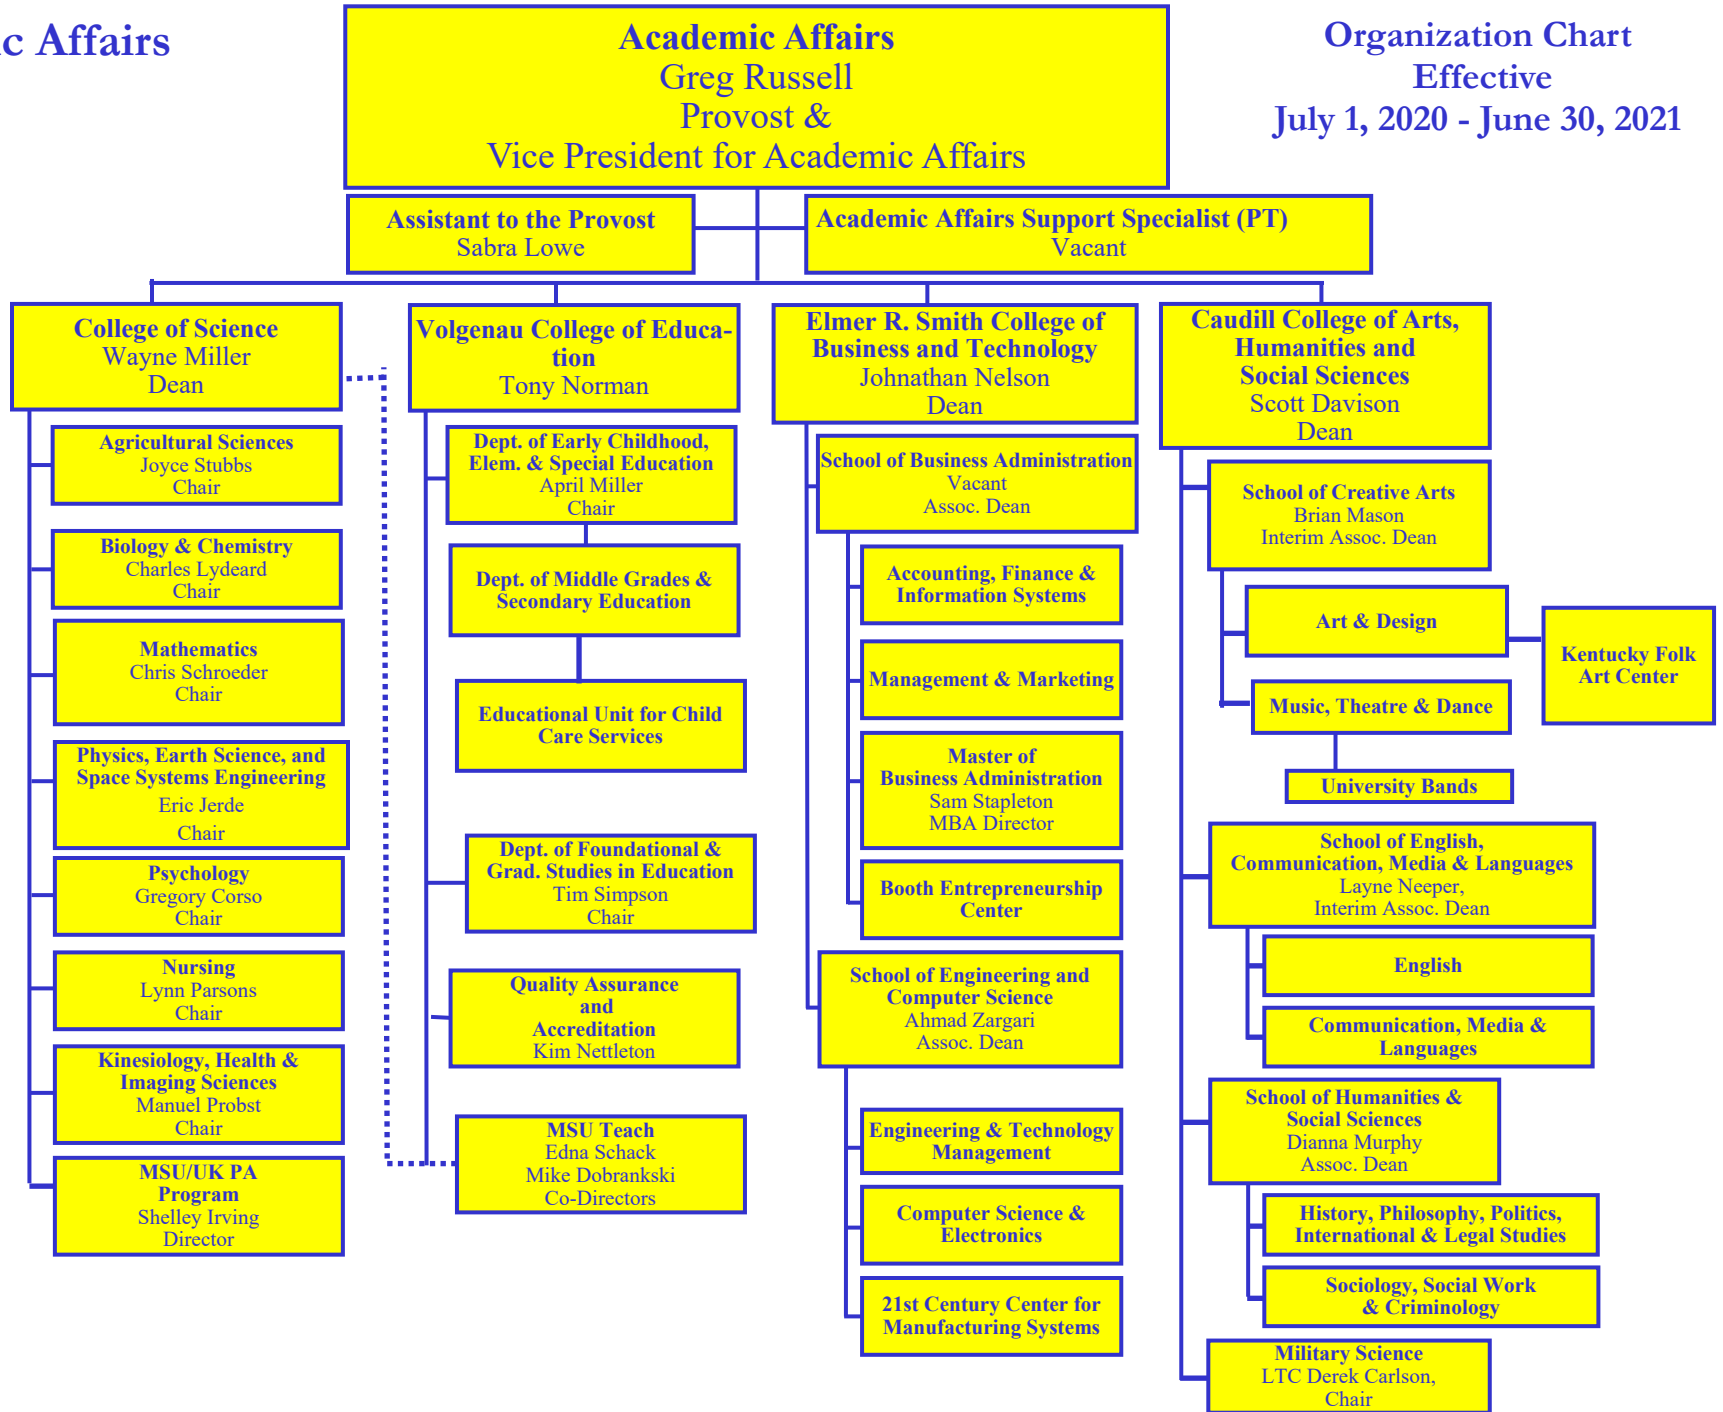 c Affairs
Academic Affairs
Greg Russell
Provost &
Vice President for Academic Affairs
Organization Chart
Effective
July 1, 2020 - June 30, 2021
Assistant to the Provost
Sabra Lowe
Academic Affairs Support Specialist (PT)
Vacant
College of Science
Wayne Miller
Dean
Agricultural Sciences
Joyce Stubbs
Chair
Biology & Chemistry
Charles Lydeard
Chair
Mathematics
Chris Schroeder
Chair
Physics, Earth Science, and
Space Systems Engineering
Eric Jerde
Chair
Psychology
Gregory Corso
Chair
Nursing
Lynn Parsons
Chair
Kinesiology, Health &
Imaging Sciences
Manuel Probst
Chair
MSU/UK PA
Program
Shelley Irving
Director
Volgenau College of Educa-
tion
Tony Norman
Dept. of Early Childhood,
Elem. & Special Education
April Miller
Chair
Dept. of Middle Grades &
Secondary Education
Educational Unit for Child
Care Services
Dept. of Foundational &
Grad. Studies in Education
Tim Simpson
Chair
Quality Assurance
and
Accreditation
Kim Nettleton
MSU Teach
Edna Schack
Mike Dobrankski
Co-Directors
Elmer R. Smith College of
Business and Technology
Johnathan Nelson
Dean
School of Business Administration
Vacant
Assoc. Dean
Accounting, Finance &
Information Systems
Management & Marketing
Master of
Business Administration
Sam Stapleton
MBA Director
Booth Entrepreneurship
Center
School of Engineering and
Computer Science
Ahmad Zargari
Assoc. Dean
Engineering & Technology
Management
Computer Science &
Electronics
21st Century Center for
Manufacturing Systems
Caudill College of Arts,
Humanities and
Social Sciences
Scott Davison
Dean
School of Creative Arts
Brian Mason
Interim Assoc. Dean
Art & Design
Kentucky Folk
Art Center
Music, Theatre & Dance
University Bands
School of English,
Communication, Media & Languages
Layne Neeper,
Interim Assoc. Dean
English
Communication, Media &
Languages
School of Humanities &
Social Sciences
Dianna Murphy
Assoc. Dean
History, Philosophy, Politics,
International & Legal Studies
Sociology, Social Work
& Criminology
Military Science
LTC Derek Carlson,
Chair